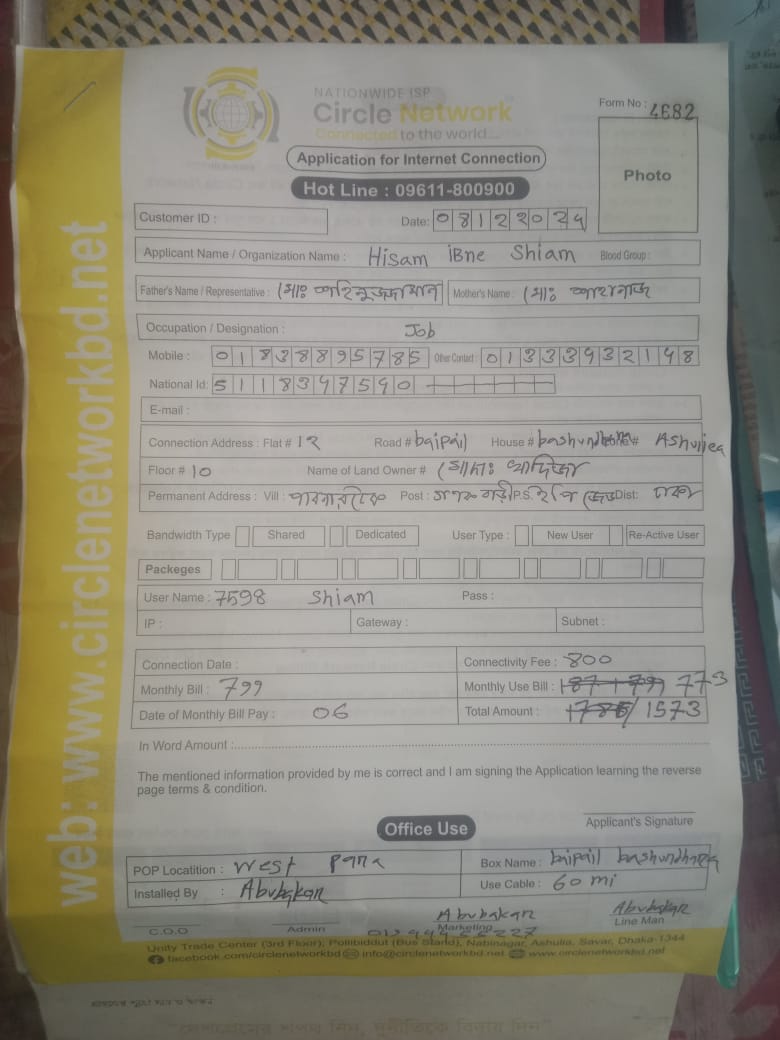 NATIONWIDE ISP
Circle Network
Connected to the world...
Form No : 4682
Application for Internet Connection
Photo
Hot Line : 09611-800900
Customer ID :
Date: 08122024
Applicant Name / Organization Name : Hisam iBne Shiam Blood Group :
Father's Name / Representative : মোঃ Mother's Name : মোঃ
Occupation / Designation : Job
Mobile : 01838895785 Other Contact : 01333932148
National Id: 5118347590
E-mail :
Connection Address : Flat # 12 Road # baipail House # bashundhara Ashuliea
Floor # 10 Name of Land Owner # মোসাঃ খাদিজা
Permanent Address : Vill : Post : P.S. Dist: ঢাকা
Bandwidth Type Shared Dedicated User Type : New User Re-Active User
Packeges
User Name : 7598 Shiam Pass :
IP : Gateway : Subnet :
Connection Date : Connectivity Fee : 800
Monthly Bill : 799 Monthly Use Bill : 773
Date of Monthly Bill Pay : 06 Total Amount : 1573
In Word Amount :
The mentioned information provided by me is correct and I am signing the Application learning the reverse
page terms & condition.
Applicant's Signature
Office Use
POP Locatition : West Para Box Name : baipail bashundhara
Installed By : Abubakar Use Cable : 60 mi
Abubakar Abubakar
C.O.O Admin Marketing Line Man
Unity Trade Center (3rd Floor), Pollibiddut (Bus Stand), Nabinagar, Ashulia, Savar, Dhaka-1344
facebook.com/circlenetworkbd info@circlenetworkbd.net www.circlenetworkbd.net
web: www.circlenetworkbd.net